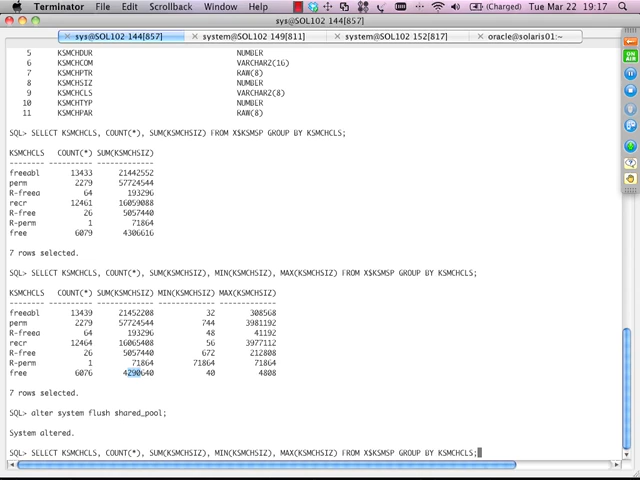 Terminator File Edit Scrollback Window Help (Charged) Tue Mar 22 19:17
sys@SOL102 144[857]
sys@SOL102 144[857] system@SOL102 149[811] system@SOL102 152[817] oracle@solaris01:~
5 KSMCHDUR NUMBER
6 KSMCHCOM VARCHAR2(16)
7 KSMCHPTR RAW(8)
8 KSMCHSIZ NUMBER
9 KSMCHCLS VARCHAR2(8)
10 KSMCHTYP NUMBER
11 KSMCHPAR RAW(8)
SQL> SELECT KSMCHCLS, COUNT(*), SUM(KSMCHSIZ) FROM X$KSMSP GROUP BY KSMCHCLS;
KSMCHCLS COUNT(*) SUM(KSMCHSIZ)
-------- ---------- -------------
freeabl 13433 21442552
perm 2279 57724544
R-freea 64 193296
recr 12461 16059088
R-free 26 5057440
R-perm 1 71864
free 6079 4306616
7 rows selected.
SQL> SELECT KSMCHCLS, COUNT(*), SUM(KSMCHSIZ), MIN(KSMCHSIZ), MAX(KSMCHSIZ) FROM X$KSMSP GROUP BY KSMCHCLS;
KSMCHCLS COUNT(*) SUM(KSMCHSIZ) MIN(KSMCHSIZ) MAX(KSMCHSIZ)
-------- ---------- ------------- ------------- -------------
freeabl 13439 21452208 32 308568
perm 2279 57724544 744 3981192
R-freea 64 193296 48 41192
recr 12464 16065408 56 3977112
R-free 26 5057440 672 212808
R-perm 1 71864 71864 71864
free 6076 4290640 40 4808
7 rows selected.
SQL> alter system flush shared_pool;
System altered.
SQL> SELECT KSMCHCLS, COUNT(*), SUM(KSMCHSIZ), MIN(KSMCHSIZ), MAX(KSMCHSIZ) FROM X$KSMSP GROUP BY KSMCHCLS;
ON AIR